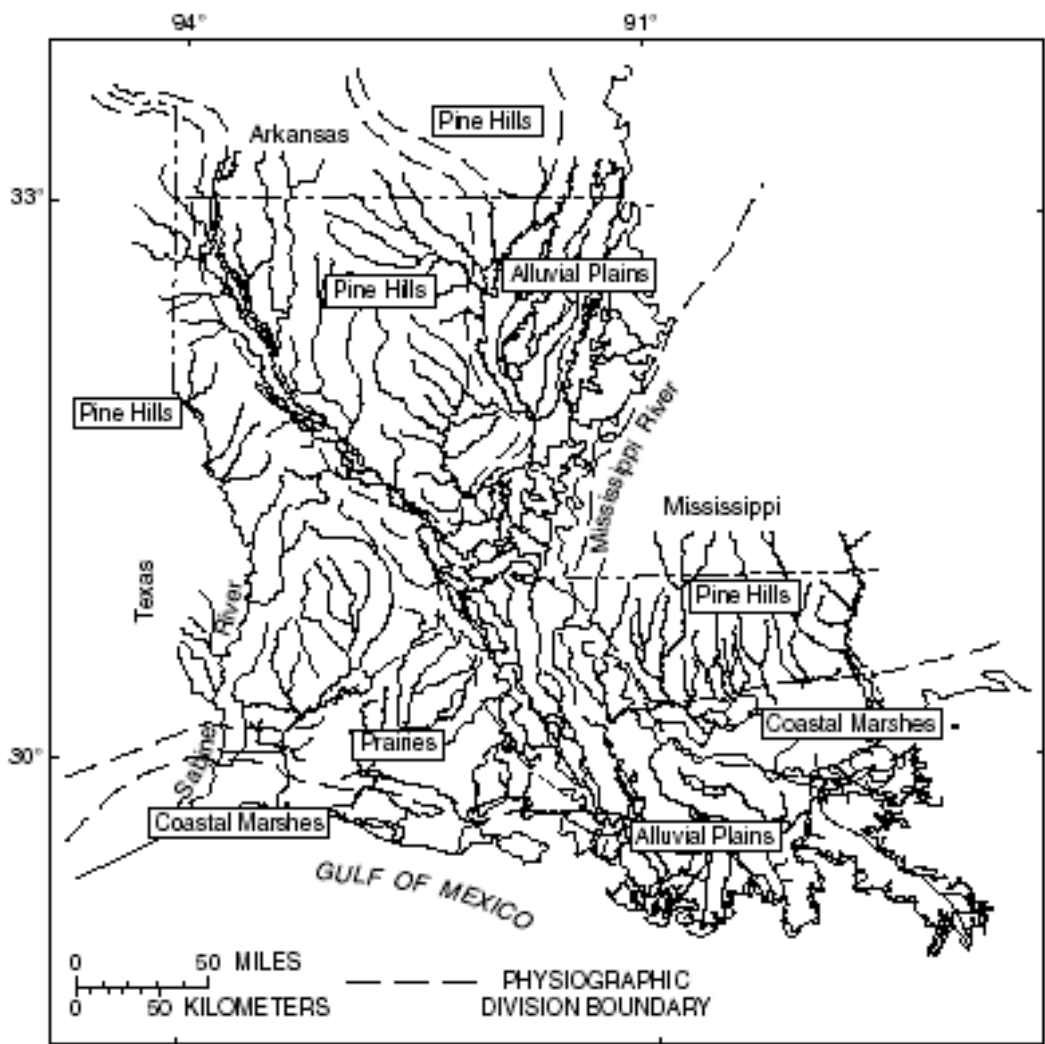 94°
91°
Pine Hills
Arkansas
33°
Alluvial Plains
Pine Hills
Pine Hills
Mississippi River
Mississippi
Texas
River
Pine Hills
Coastal Marshes
Prairies
30°
Sabine
Coastal Marshes
Alluvial Plains
GULF OF MEXICO
0 50 MILES
0 50 KILOMETERS
PHYSIOGRAPHIC
DIVISION BOUNDARY